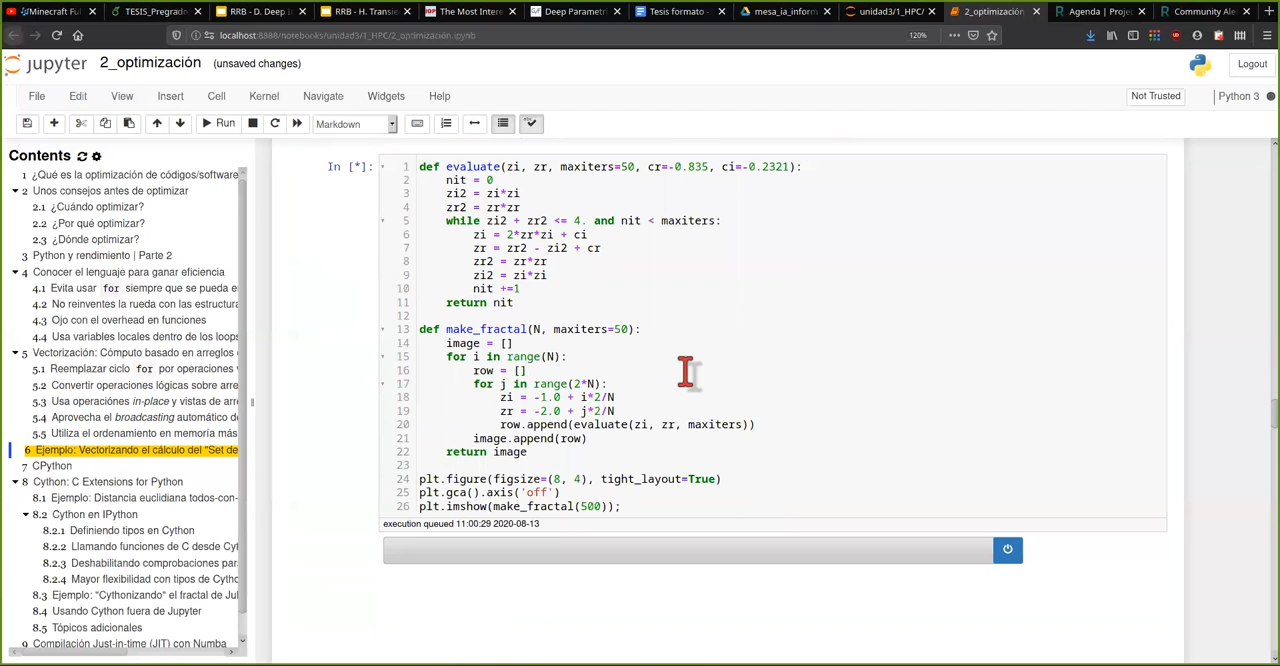 Minecraft Ful
TESIS_Pregrad
RRB - D. Deep I
RRB - H. Transie
The Most Intere
Deep Parametri
Tesis formato -
mesa_ia_inform
unidad3/1_HPC/
2_optimización
Agenda | Projec
Community Ale
localhost:8888/notebooks/unidad3/1_HPC/2_optimización.ipynb
120%
jupyter 2_optimización (unsaved changes)
Logout
File Edit View Insert Cell Kernel Navigate Widgets Help
Not Trusted
Python 3
Run
Markdown
Contents
1 ¿Qué es la optimización de códigos/software
2 Unos consejos antes de optimizar
2.1 ¿Cuándo optimizar?
2.2 ¿Por qué optimizar?
2.3 ¿Dónde optimizar?
3 Python y rendimiento | Parte 2
4 Conocer el lenguaje para ganar eficiencia
4.1 Evita usar for siempre que se pueda e
4.2 No reinventes la rueda con las estructura
4.3 Ojo con el overhead en funciones
4.4 Usa variables locales dentro de los loops
5 Vectorización: Cómputo basado en arreglos
5.1 Reemplazar ciclo for por operaciones v
5.2 Convertir operaciones lógicas sobre arre
5.3 Usa operaciónes in-place y vistas de arre
5.4 Aprovecha el broadcasting automático de
5.5 Utiliza el ordenamiento en memoría más
6 Ejemplo: Vectorizando el cálculo del "Set de
7 CPython
8 Cython: C Extensions for Python
8.1 Ejemplo: Distancia euclidiana todos-con-
8.2 Cython en IPython
8.2.1 Definiendo tipos en Cython
8.2.2 Llamando funciones de C desde Cyt
8.2.3 Deshabilitando comprobaciones par
8.2.4 Mayor flexibilidad con tipos de Cytho
8.3 Ejemplo: "Cythonizando" el fractal de Jul
8.4 Usando Cython fuera de Jupyter
8.5 Tópicos adicionales
9 Compilación Just-in-time (JIT) con Numba
In [*]:
1 def evaluate(zi, zr, maxiters=50, cr=-0.835, ci=-0.2321):
2 nit = 0
3 zi2 = zi*zi
4 zr2 = zr*zr
5 while zi2 + zr2 <= 4. and nit < maxiters:
6 zi = 2*zr*zi + ci
7 zr = zr2 - zi2 + cr
8 zr2 = zr*zr
9 zi2 = zi*zi
10 nit +=1
11 return nit
12
13 def make_fractal(N, maxiters=50):
14 image = []
15 for i in range(N):
16 row = []
17 for j in range(2*N):
18 zi = -1.0 + i*2/N
19 zr = -2.0 + j*2/N
20 row.append(evaluate(zi, zr, maxiters))
21 image.append(row)
22 return image
23
24 plt.figure(figsize=(8, 4), tight_layout=True)
25 plt.gca().axis('off')
26 plt.imshow(make_fractal(500));
execution queued 11:00:29 2020-08-13